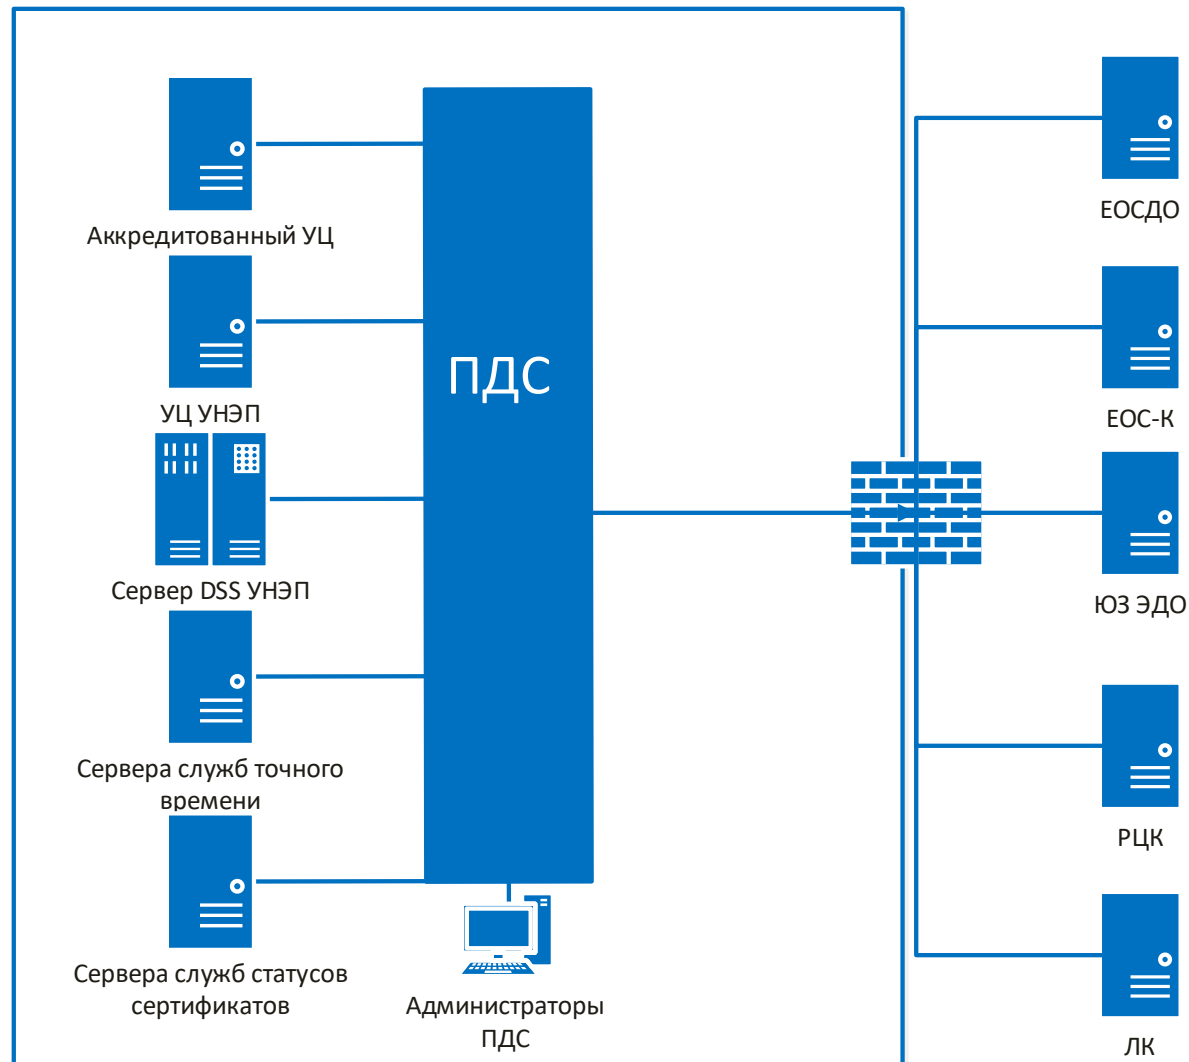 Аккредитованный УЦ
УЦ УНЭП
Сервер DSS УНЭП
Сервера служб точного
времени
Сервера служб статусов
сертификатов
ПДС
Администраторы
ПДС
ЕОСДО
ЕОС-К
ЮЗ ЭДО
РЦК
ЛК